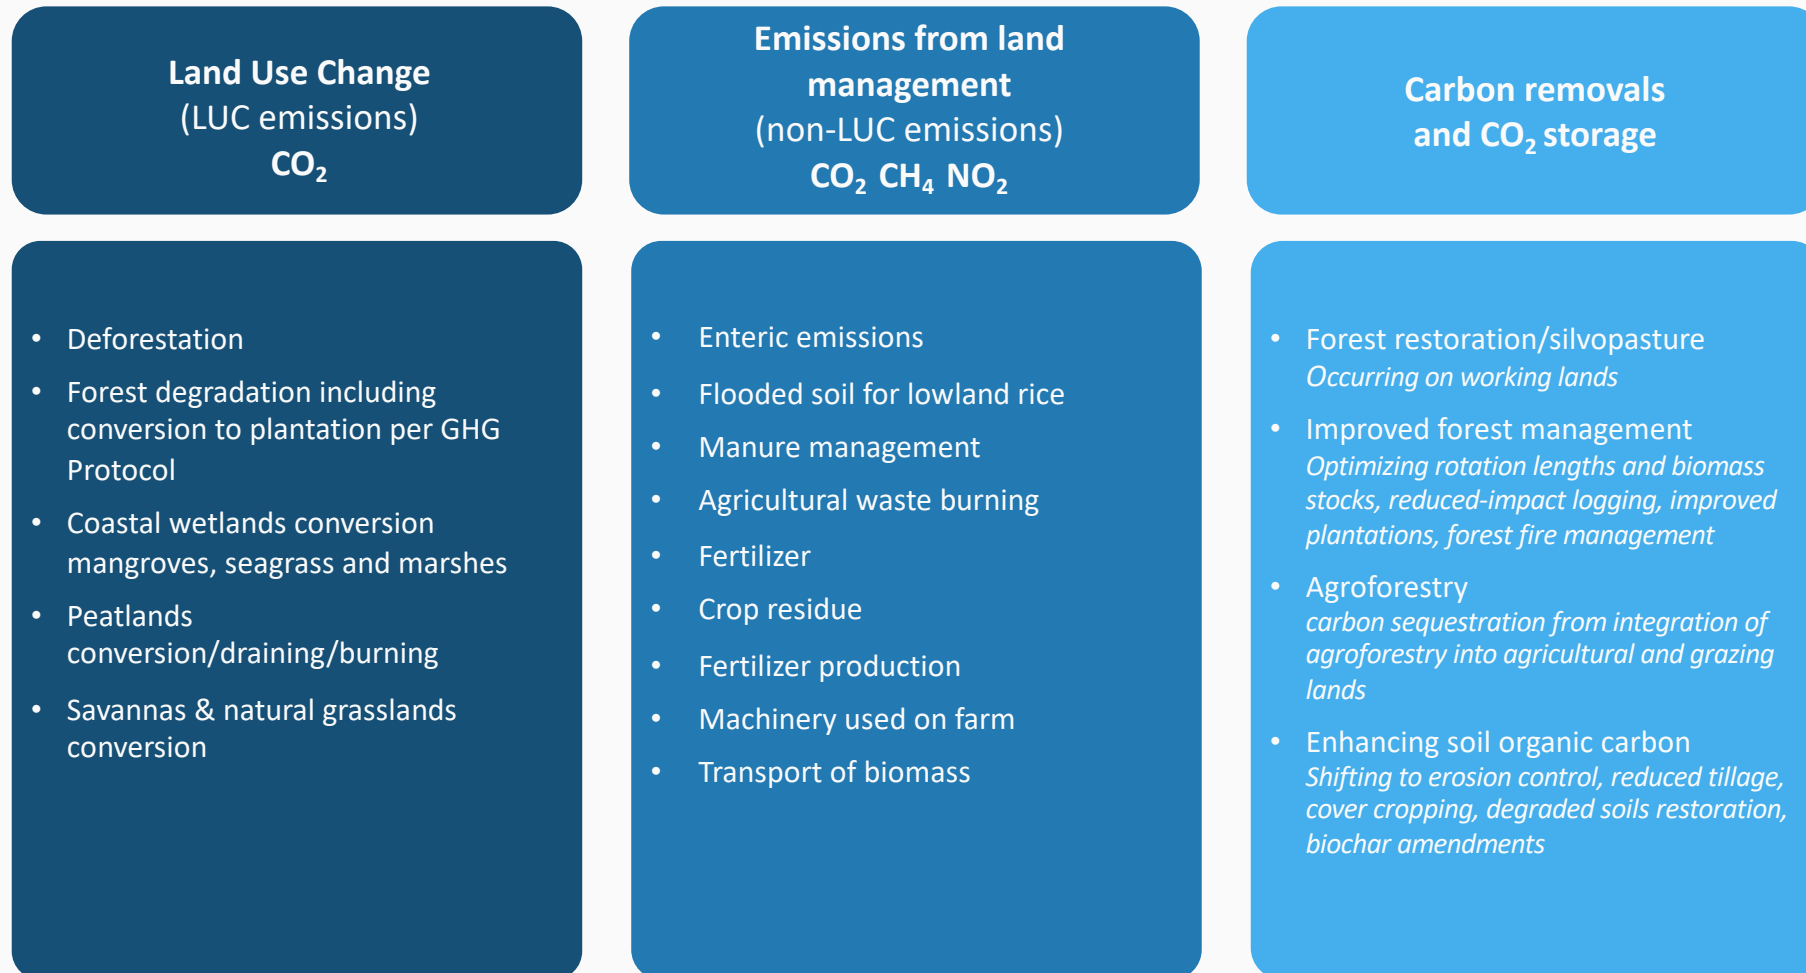 Land Use Change
(LUC emissions)
CO₂
Emissions from land
management
(non-LUC emissions)
CO₂ CH₄ NO₂
Carbon removals
and CO₂ storage
• Deforestation
• Forest degradation including
conversion to plantation per GHG
Protocol
• Coastal wetlands conversion
mangroves, seagrass and marshes
• Peatlands
conversion/draining/burning
• Savannas & natural grasslands
conversion
• Enteric emissions
• Flooded soil for lowland rice
• Manure management
• Agricultural waste burning
• Fertilizer
• Crop residue
• Fertilizer production
• Machinery used on farm
• Transport of biomass
• Forest restoration/silvopasture
Occurring on working lands
• Improved forest management
Optimizing rotation lengths and biomass
stocks, reduced-impact logging, improved
plantations, forest fire management
• Agroforestry
carbon sequestration from integration of
agroforestry into agricultural and grazing
lands
• Enhancing soil organic carbon
Shifting to erosion control, reduced tillage,
cover cropping, degraded soils restoration,
biochar amendments